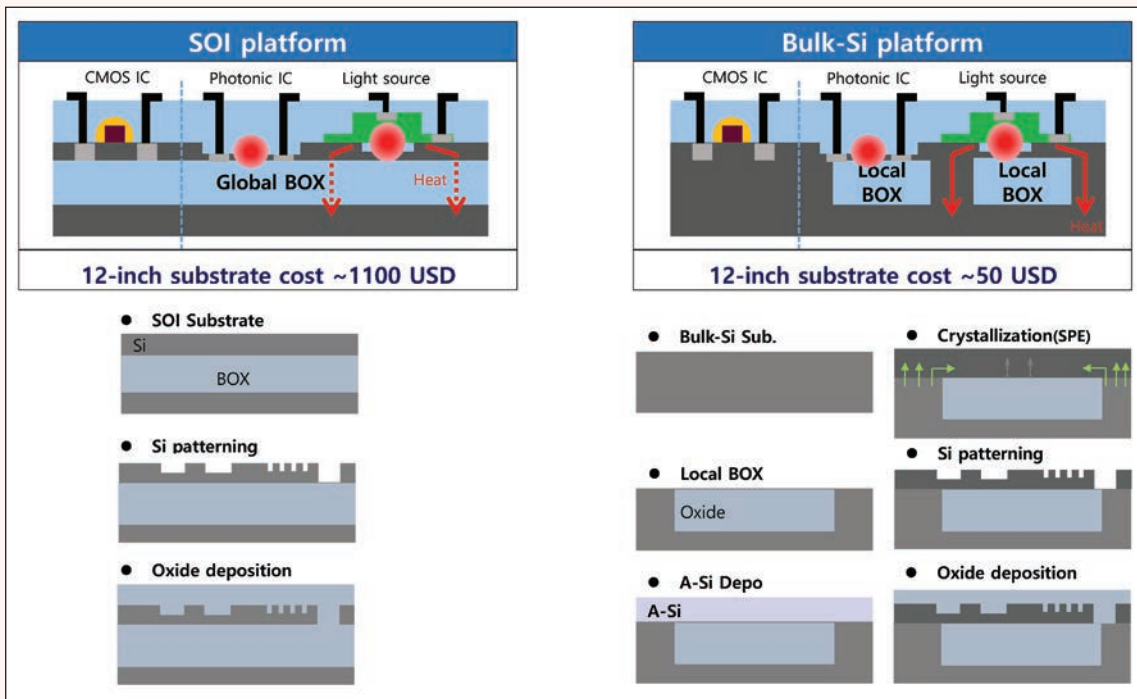 SOI platform
CMOS IC
Photonic IC
Light source
Global BOX
Heat
12-inch substrate cost ~1100 USD
● SOI Substrate
Si
BOX
● Si patterning
● Oxide deposition
Bulk-Si platform
CMOS IC
Photonic IC
Light source
Local
BOX
Local
BOX
Heat
12-inch substrate cost ~50 USD
● Bulk-Si Sub.
● Local BOX
Oxide
● A-Si Depo
A-Si
● Crystallization(SPE)
● Si patterning
● Oxide deposition